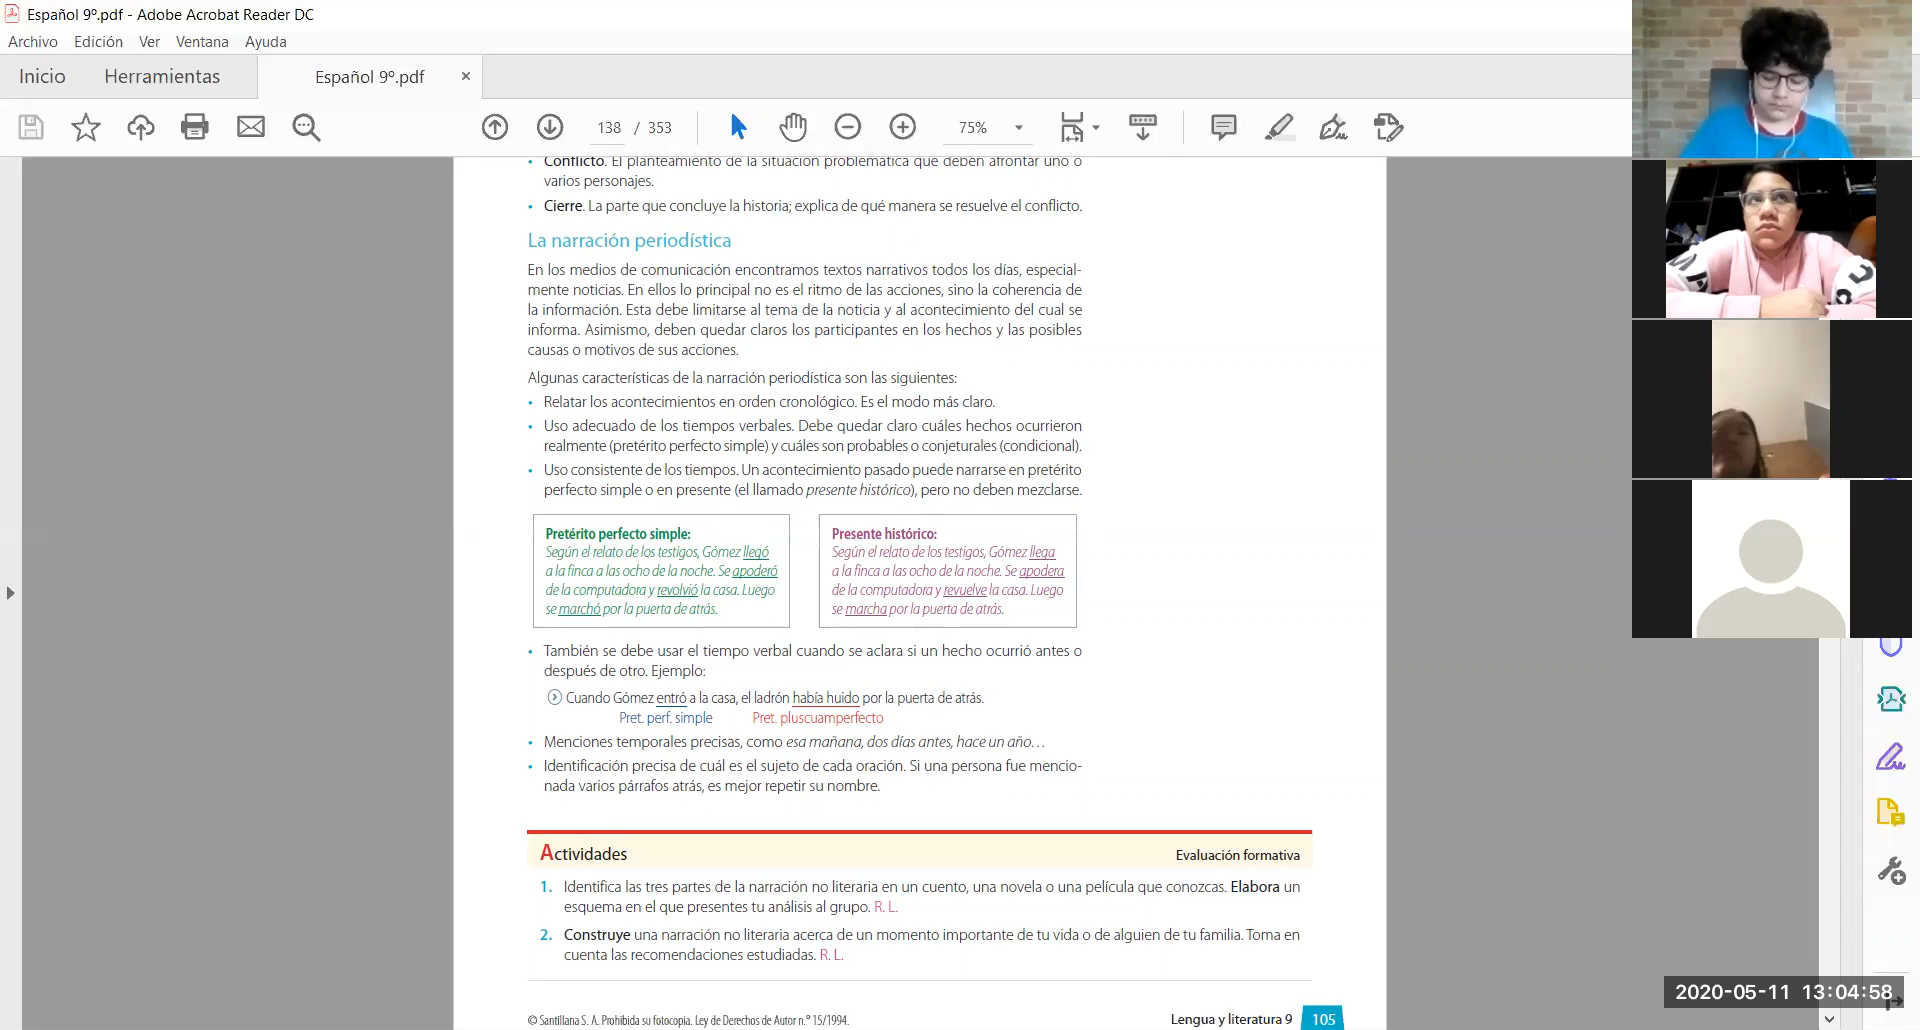 Español 9º.pdf - Adobe Acrobat Reader DC
Archivo Edición Ver Ventana Ayuda
Inicio Herramientas Español 9º.pdf ×
138 / 353 75%
• Conflicto. El planteamiento de la situación problemática que deben afrontar uno o
varios personajes.
• Cierre. La parte que concluye la historia; explica de qué manera se resuelve el conflicto.
La narración periodística
En los medios de comunicación encontramos textos narrativos todos los días, especial-
mente noticias. En ellos lo principal no es el ritmo de las acciones, sino la coherencia de
la información. Esta debe limitarse al tema de la noticia y al acontecimiento del cual se
informa. Asimismo, deben quedar claros los participantes en los hechos y las posibles
causas o motivos de sus acciones.
Algunas características de la narración periodística son las siguientes:
• Relatar los acontecimientos en orden cronológico. Es el modo más claro.
• Uso adecuado de los tiempos verbales. Debe quedar claro cuáles hechos ocurrieron
realmente (pretérito perfecto simple) y cuáles son probables o conjeturales (condicional).
• Uso consistente de los tiempos. Un acontecimiento pasado puede narrarse en pretérito
perfecto simple o en presente (el llamado presente histórico), pero no deben mezclarse.
Pretérito perfecto simple:
Según el relato de los testigos, Gómez llegó
a la finca a las ocho de la noche. Se apoderó
de la computadora y revolvió la casa. Luego
se marchó por la puerta de atrás.
Presente histórico:
Según el relato de los testigos, Gómez llega
a la finca a las ocho de la noche. Se apodera
de la computadora y revuelve la casa. Luego
se marcha por la puerta de atrás.
• También se debe usar el tiempo verbal cuando se aclara si un hecho ocurrió antes o
después de otro. Ejemplo:
Cuando Gómez entró a la casa, el ladrón había huido por la puerta de atrás.
Pret. perf. simple Pret. pluscuamperfecto
• Menciones temporales precisas, como esa mañana, dos días antes, hace un año…
• Identificación precisa de cuál es el sujeto de cada oración. Si una persona fue mencio-
nada varios párrafos atrás, es mejor repetir su nombre.
Actividades Evaluación formativa
1. Identifica las tres partes de la narración no literaria en un cuento, una novela o una película que conozcas. Elabora un
esquema en el que presentes tu análisis al grupo. R. L.
2. Construye una narración no literaria acerca de un momento importante de tu vida o de alguien de tu familia. Toma en
cuenta las recomendaciones estudiadas. R. L.
© Santillana S. A. Prohibida su fotocopia. Ley de Derechos de Autor n.º 15/1994. Lengua y literatura 9 105
2020-05-11 13:04:58